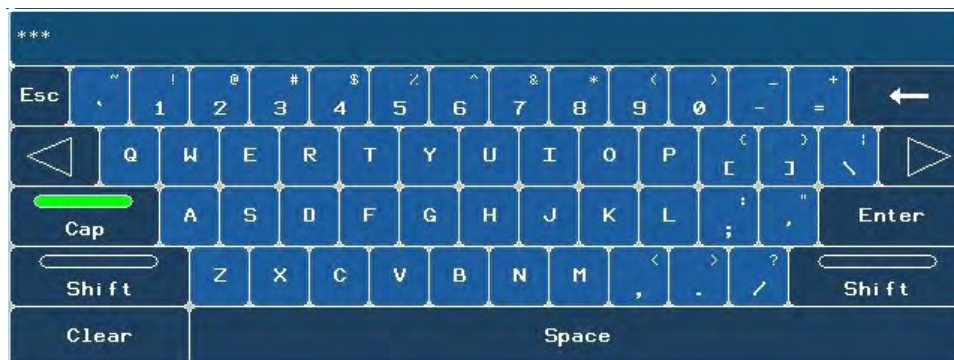 ***
Esc ~ ` ! 1 @ 2 # 3 $ 4 % 5 ^ 6 & 7 * 8 ( 9 ) 0 _ - + = ←
Q W E R T Y U I O P { [ } ] | \
Cap A S D F G H J K L : ; " ' Enter
Shift Z X C V B N M < , > . ? / Shift
Clear Space